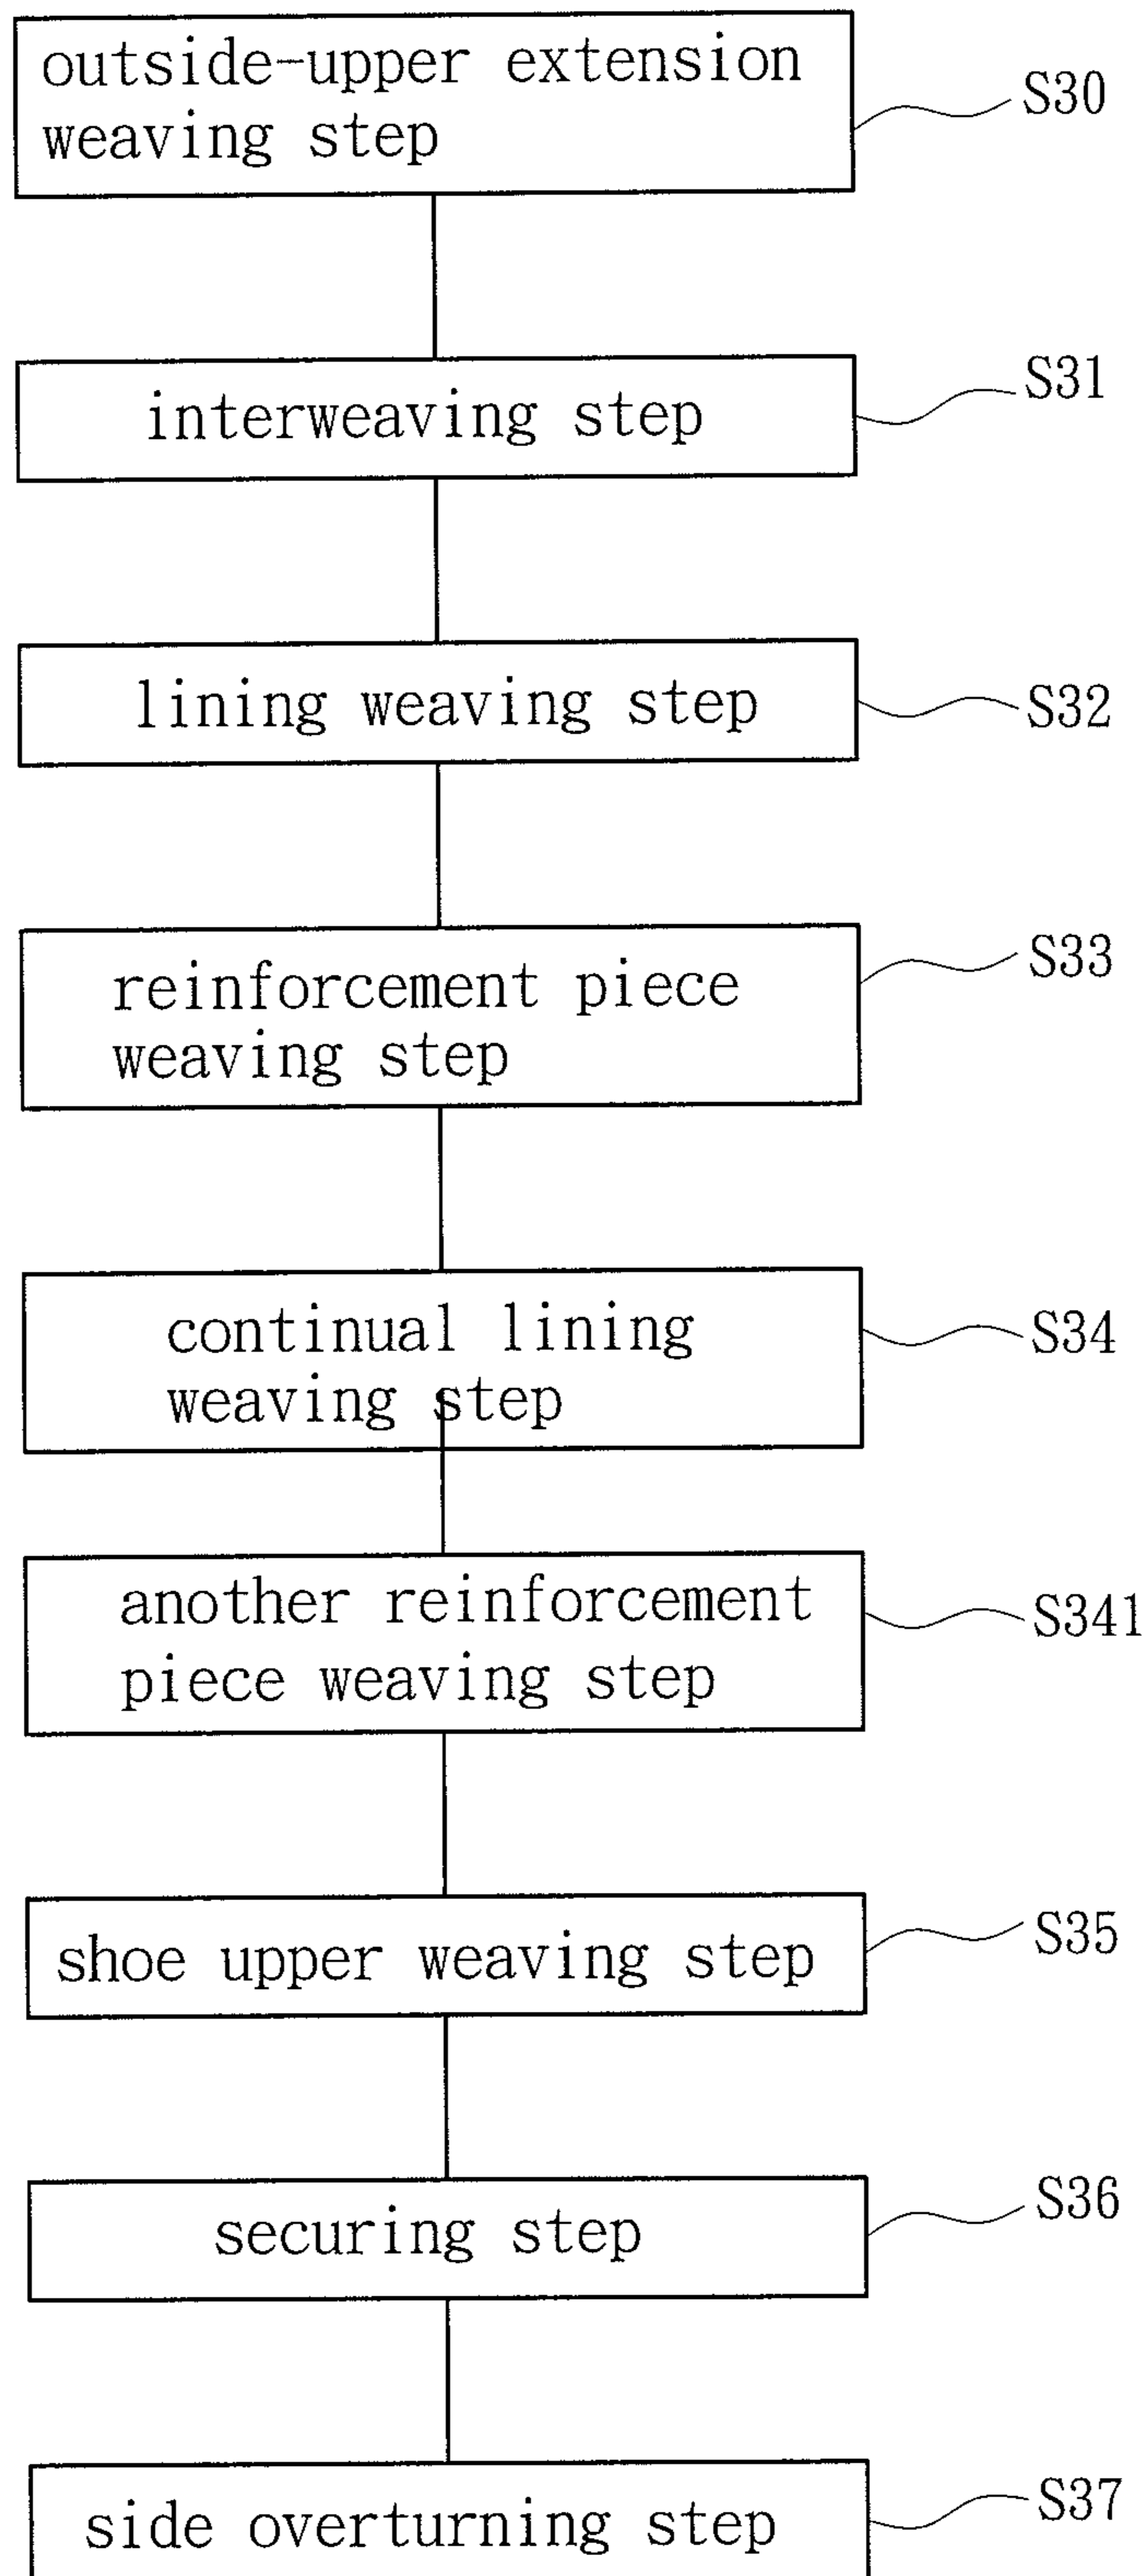 outside-upper extension
weaving step
S30
interweaving step
S31
lining weaving step
S32
reinforcement piece
weaving step
S33
continual lining
weaving step
S34
another reinforcement
piece weaving step
S341
shoe upper weaving step
S35
securing step
S36
side overturning step
S37